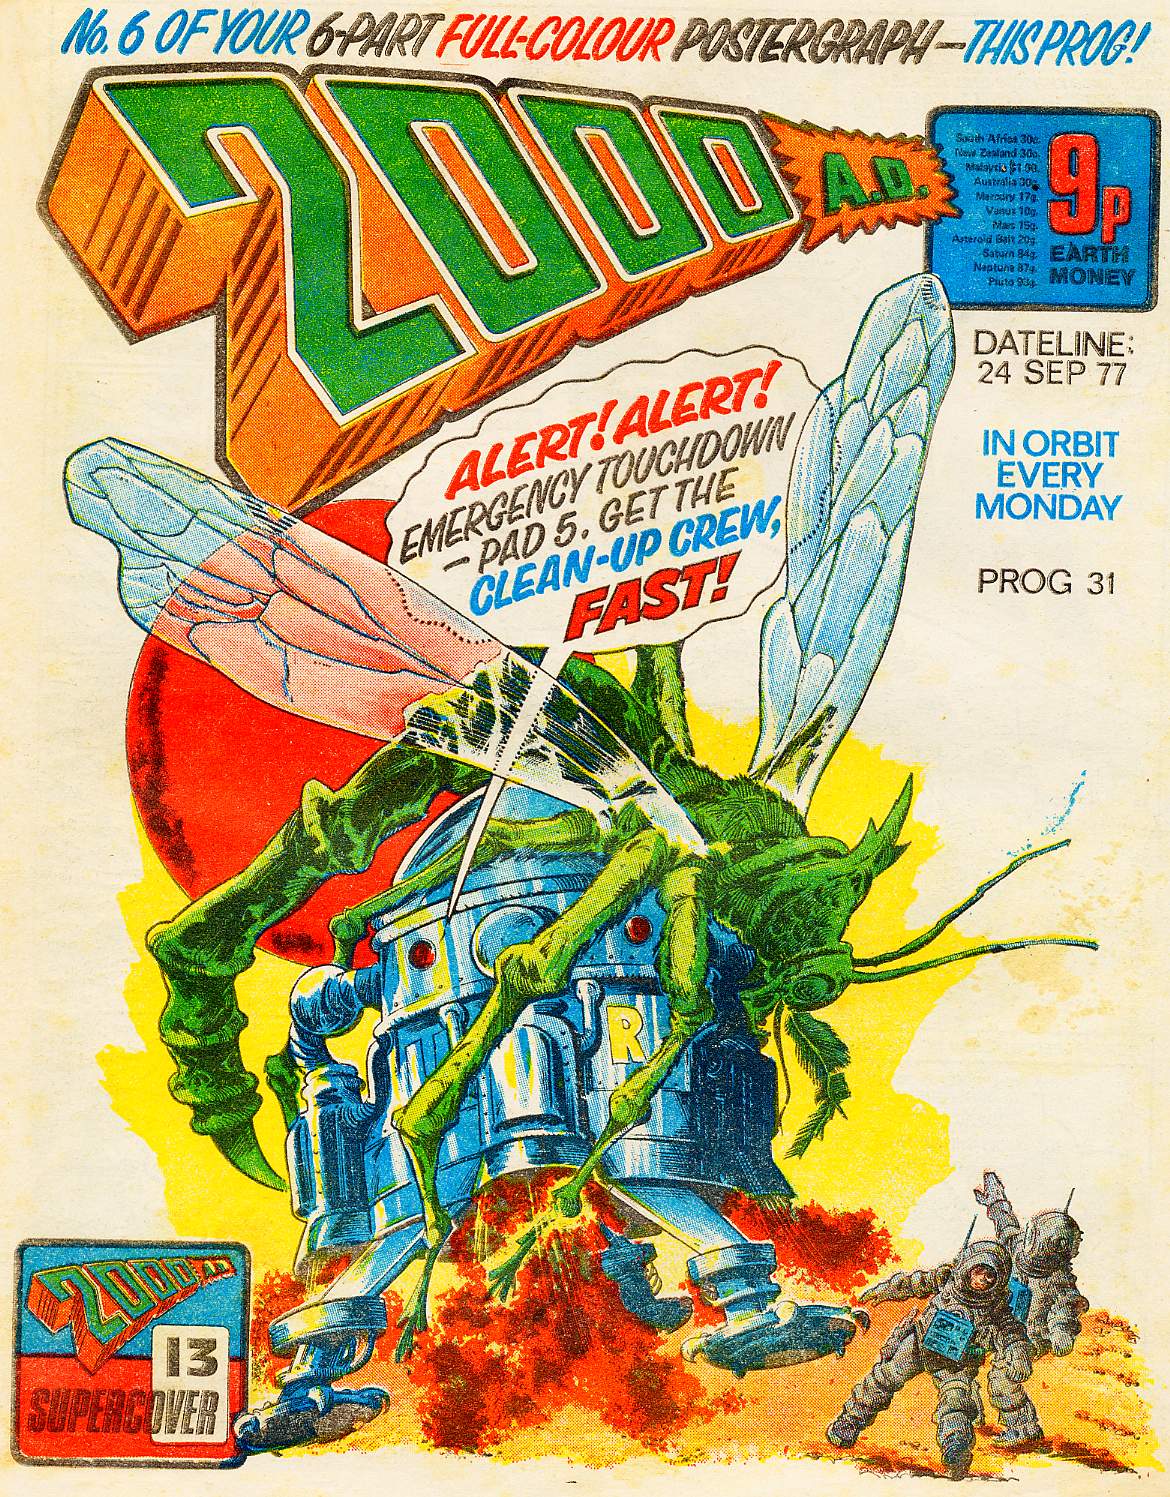 No. 6 OF YOUR 6-PART FULL-COLOUR POSTERGRAPH—THIS PROG!
2000
A.D.
South Africa 30c.
New Zealand 30c.
Malaysia $1.00.
Australia 30c.
Mercury 17g.
Venus 10g.
Mars 15g.
Asteroid Belt 20g.
Saturn 84g.
Neptune 87g.
Pluto 93g.
9p
EARTH
MONEY
DATELINE:
24 SEP 77
IN ORBIT
EVERY
MONDAY
PROG 31
ALERT! ALERT!
EMERGENCY TOUCHDOWN
— PAD 5. GET THE
CLEAN-UP CREW,
FAST!
R
2000 A.D.
13
SUPERCOVER